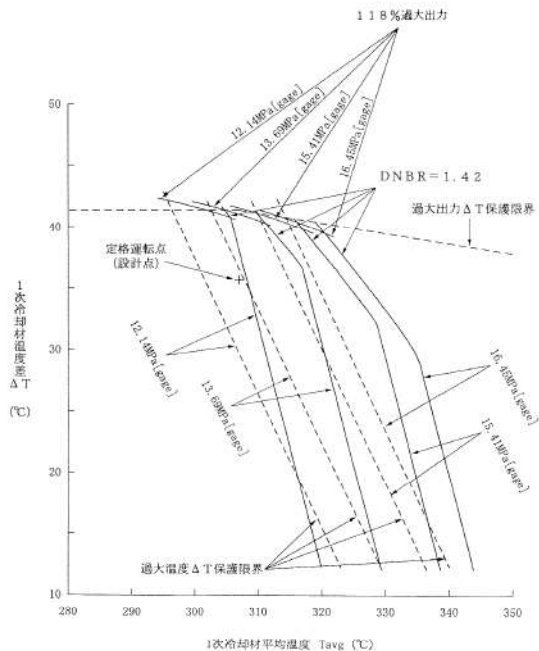 118%過大出力
12.14MPa[gage]
13.69MPa[gage]
15.41MPa[gage]
16.45MPa[gage]
DNBR=1.42
過大出力ΔT保護限界
定格運転点
(設計点)
50
40
30
20
10
1次冷却材温度差ΔT
(℃)
12.14MPa[gage]
13.69MPa[gage]
16.45MPa[gage]
15.41MPa[gage]
過大温度ΔT保護限界
280 290 300 310 320 330 340 350
1次冷却材平均温度 Tavg (℃)